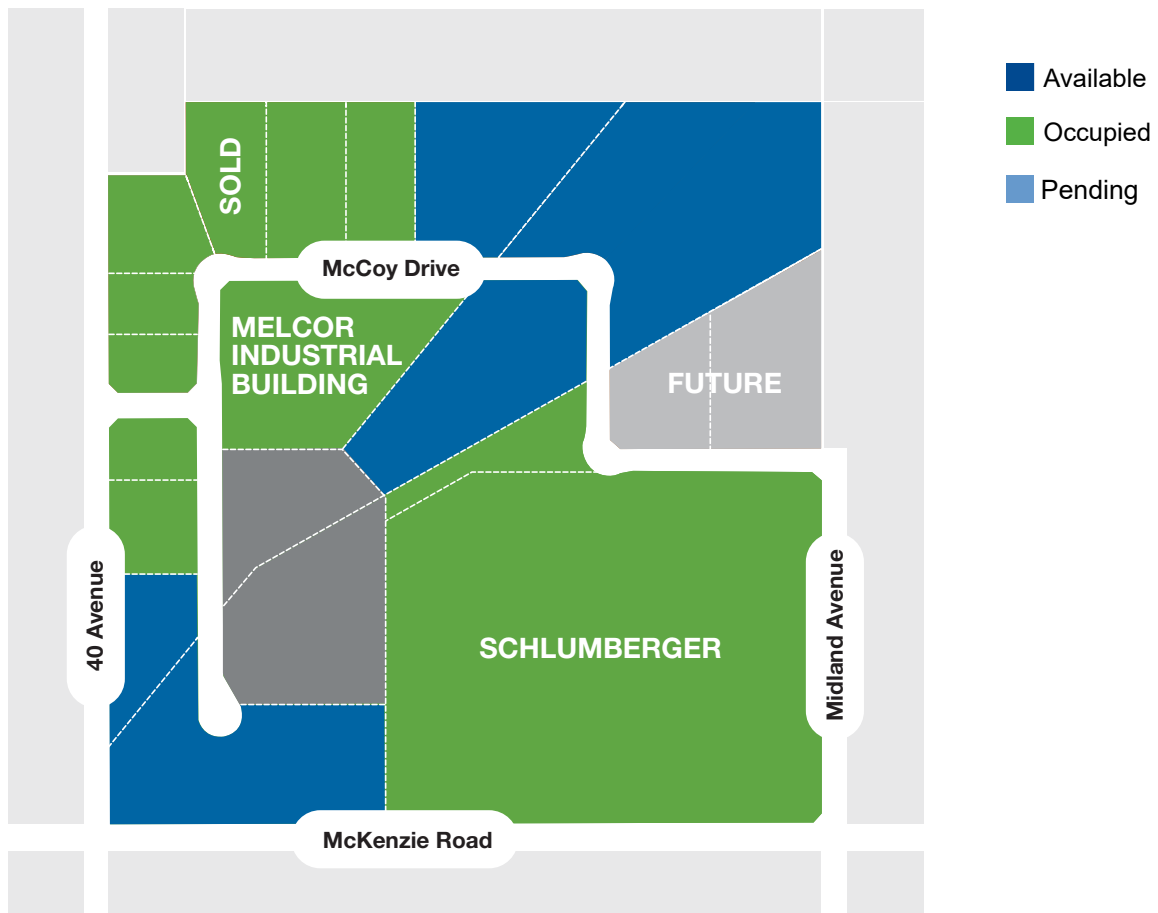 Available
Occupied
Pending
SOLD
McCoy Drive
MELCOR
INDUSTRIAL
BUILDING
FUTURE
40 Avenue
SCHLUMBERGER
Midland Avenue
McKenzie Road